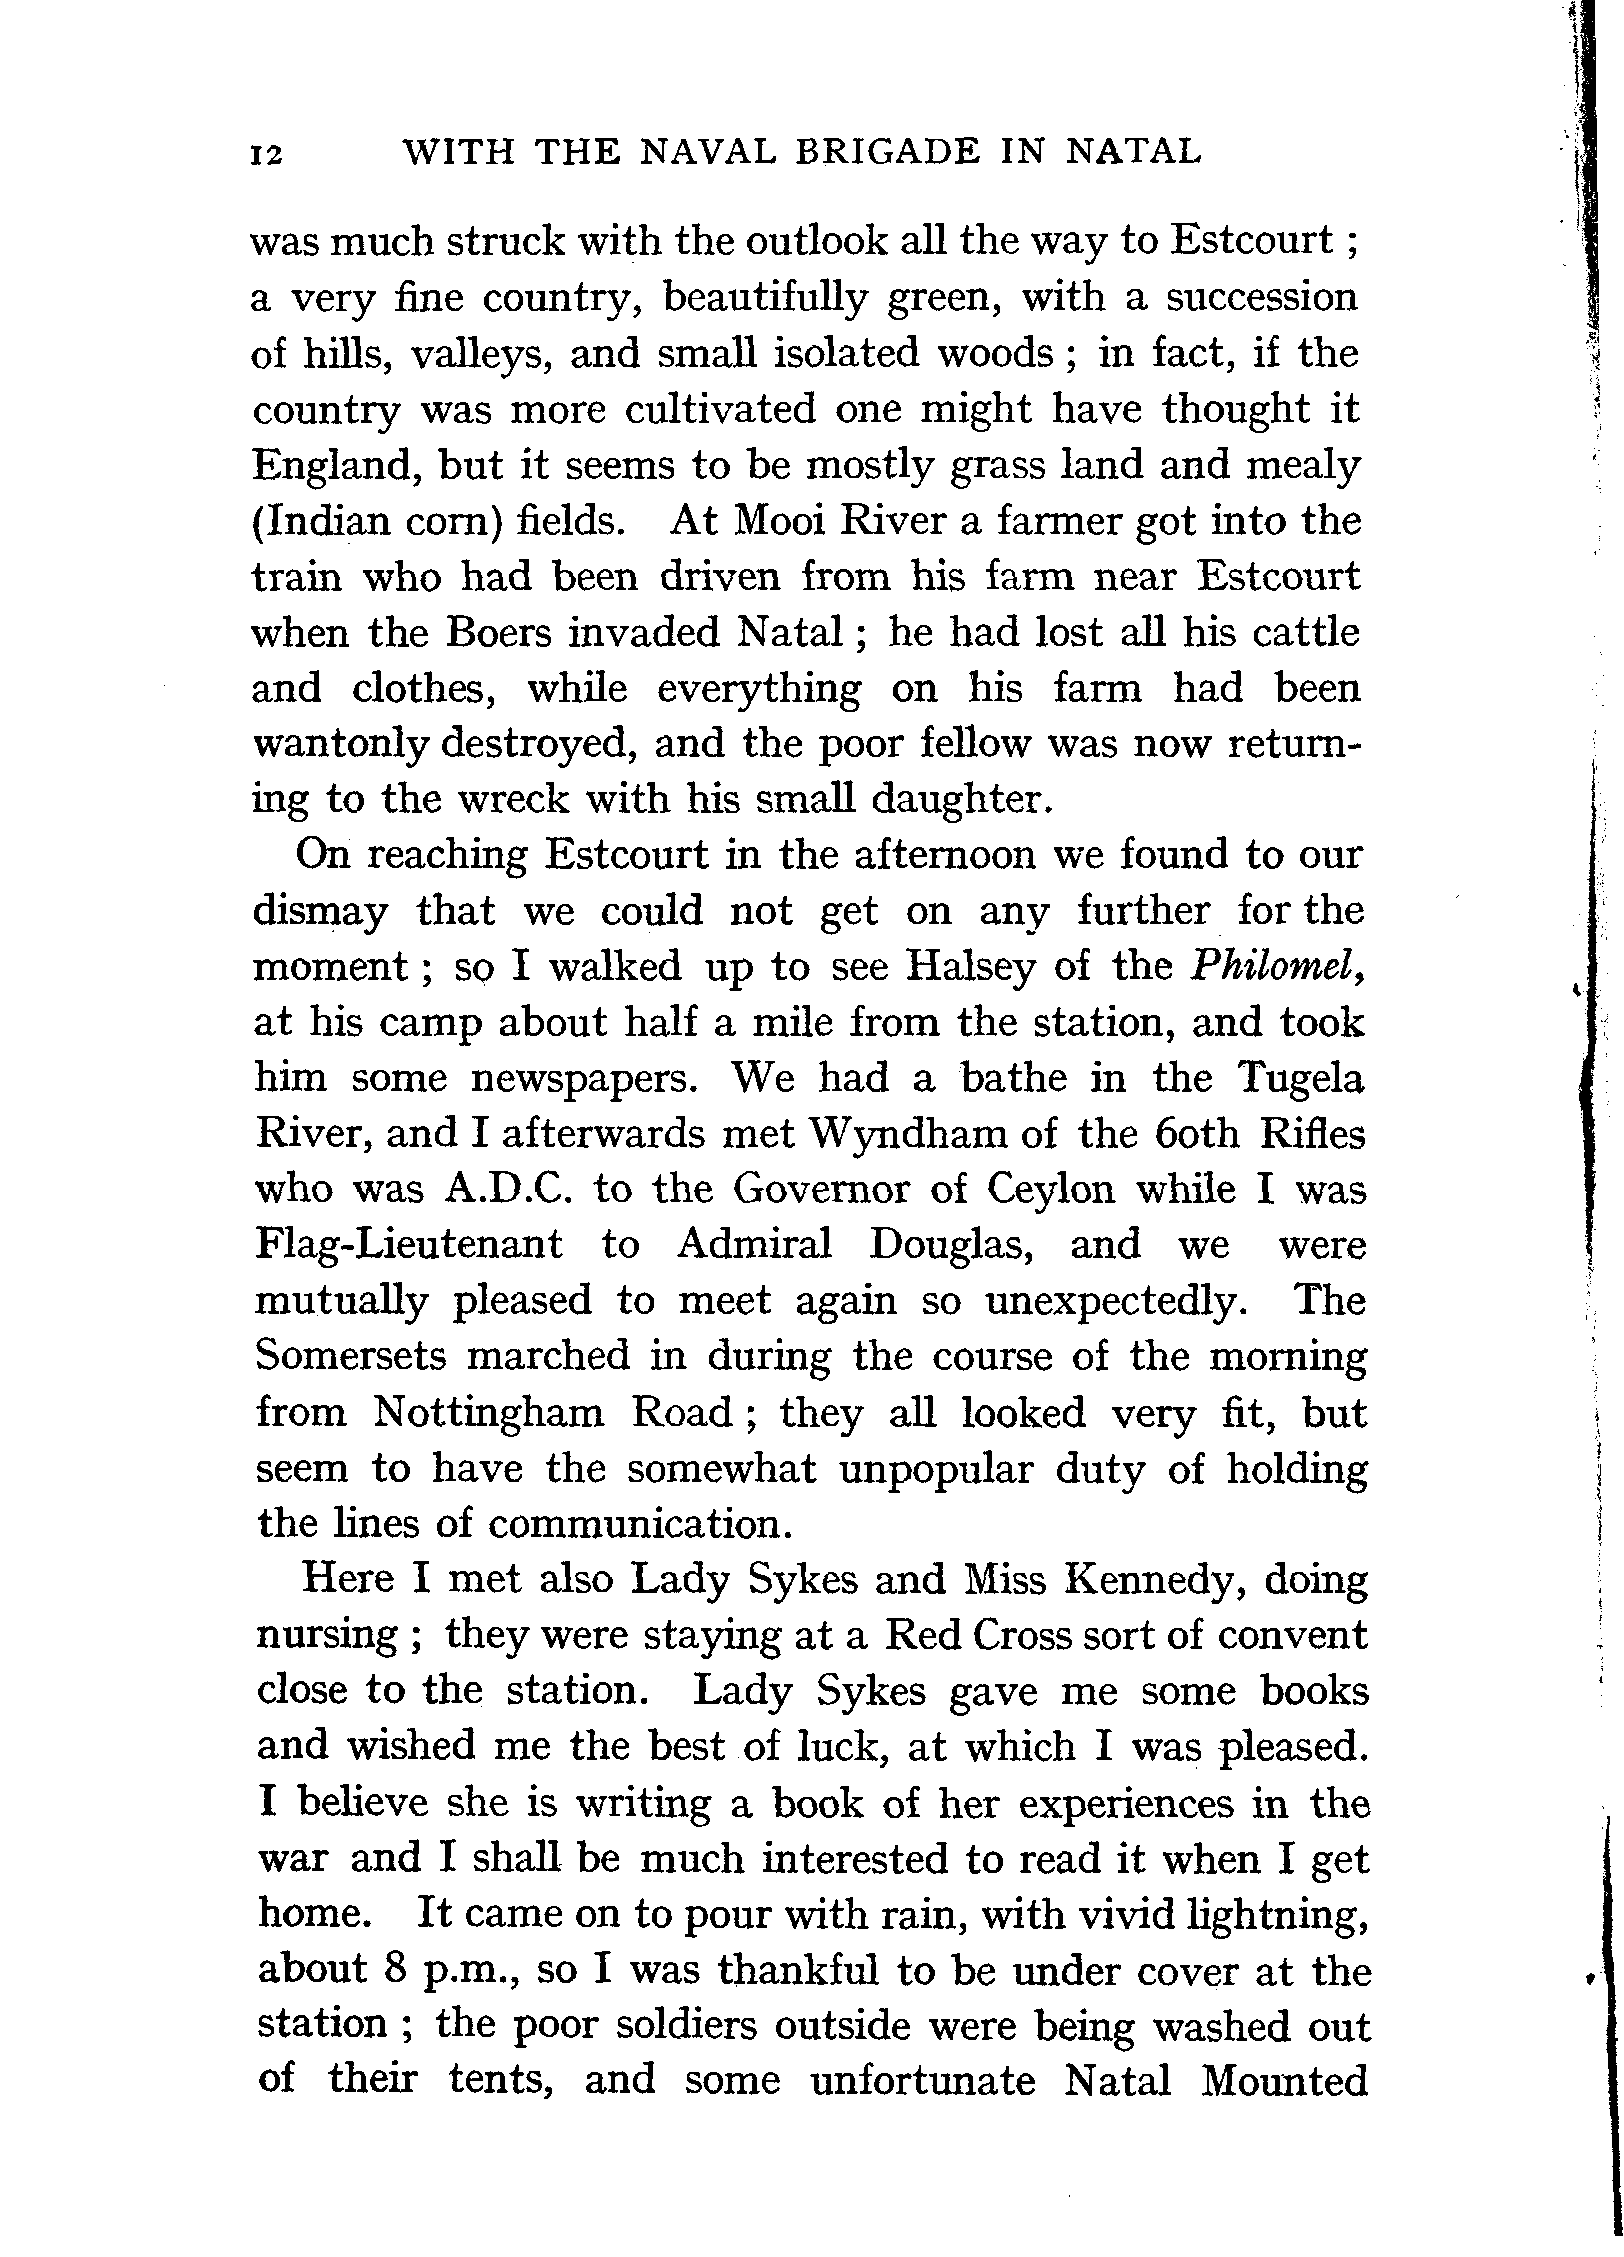 12 WITH THE NAVAL BRIGADE IN NATAL
was much struck with the outlook all the way to Estcourt ;
a very fine country, beautifully green, with a succession
of hills, valleys, and small isolated woods ; in fact, if the
country was more cultivated one might have thought it
England, but it seems to be mostly grass land and mealy
(Indian corn) fields. At Mooi River a farmer got into the
train who had been driven from his farm near Estcourt
when the Boers invaded Natal ; he had lost all his cattle
and clothes, while everything on his farm had been
wantonly destroyed, and the poor fellow was now return-
ing to the wreck with his small daughter.
On reaching Estcourt in the afternoon we found to our
dismay that we could not get on any further for the
moment ; so I walked up to see Halsey of the Philomel,
at his camp about half a mile from the station, and took
him some newspapers. We had a bathe in the Tugela
River, and I afterwards met Wyndham of the 60th Rifles
who was A.D.C. to the Governor of Ceylon while I was
Flag-Lieutenant to Admiral Douglas, and we were
mutually pleased to meet again so unexpectedly. The
Somersets marched in during the course of the morning
from Nottingham Road ; they all looked very fit, but
seem to have the somewhat unpopular duty of holding
the lines of communication.
Here I met also Lady Sykes and Miss Kennedy, doing
nursing ; they were staying at a Red Cross sort of convent
close to the station. Lady Sykes gave me some books
and wished me the best of luck, at which I was pleased.
I believe she is writing a book of her experiences in the
war and I shall be much interested to read it when I get
home. It came on to pour with rain, with vivid lightning,
about 8 p.m., so I was thankful to be under cover at the
station ; the poor soldiers outside were being washed out
of their tents, and some unfortunate Natal Mounted